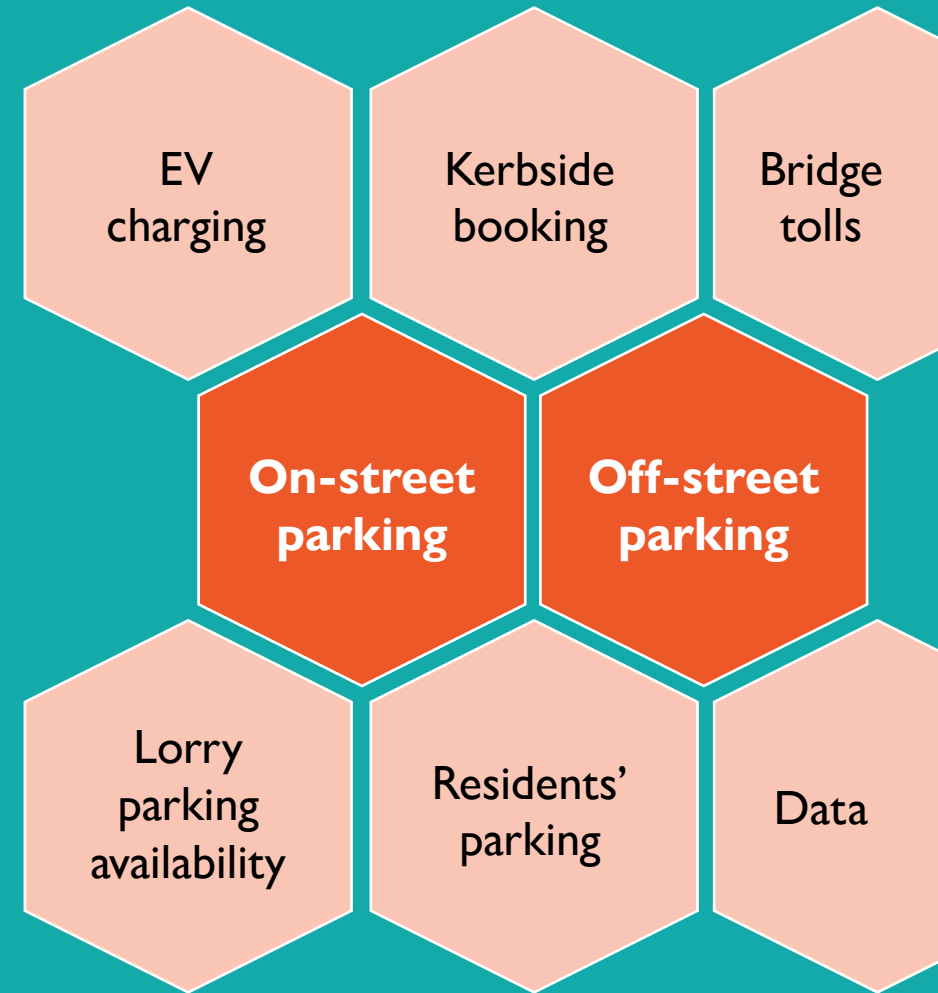 EV
charging
Kerbside
booking
Bridge
tolls
On-street
parking
Off-street
parking
Lorry
parking
availability
Residents’
parking
Data